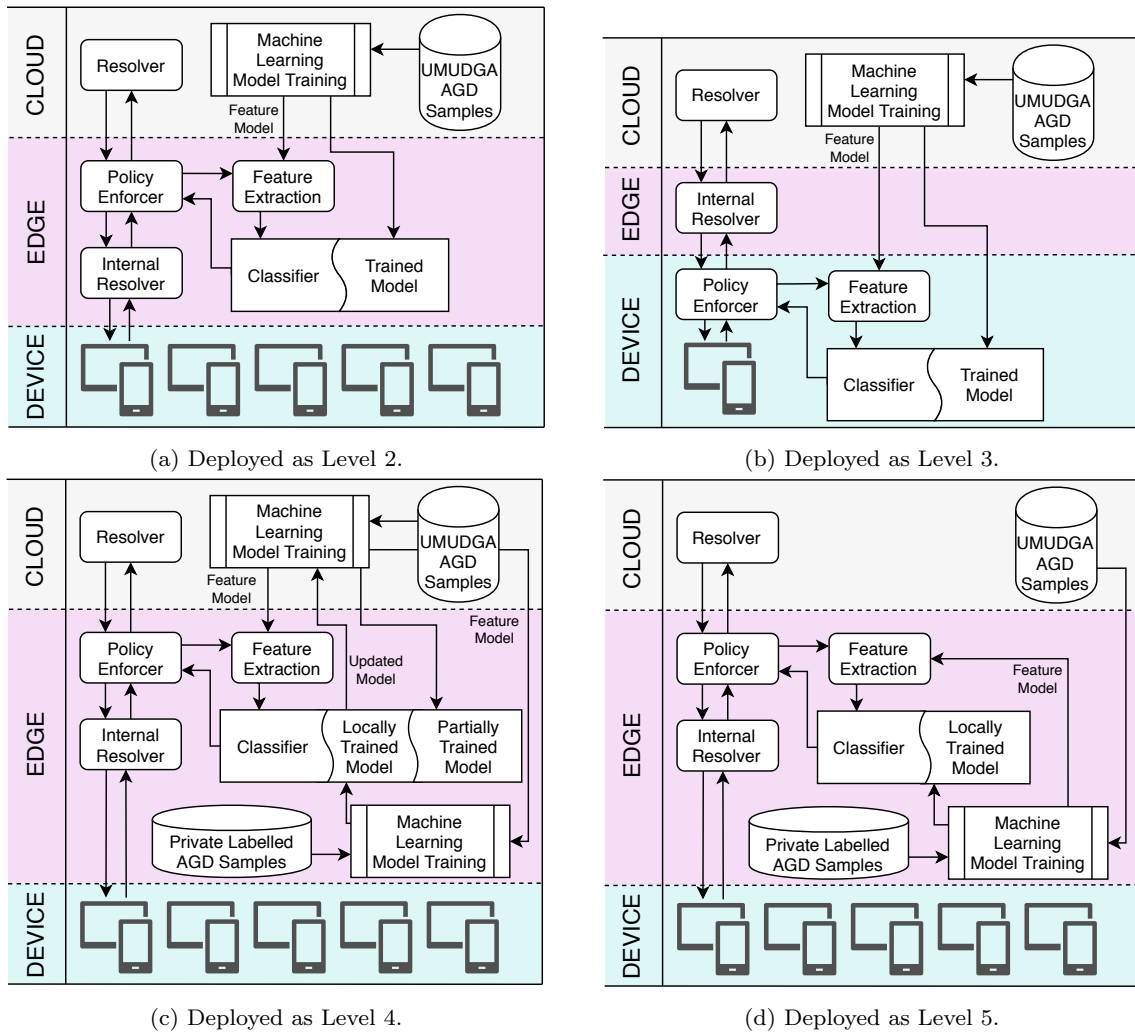 CLOUD
EDGE
DEVICE
Resolver
Machine
Learning
Model Training
UMUDGA
AGD
Samples
Feature
Model
Policy
Enforcer
Feature
Extraction
Internal
Resolver
Classifier
Trained
Model
(a) Deployed as Level 2.
CLOUD
EDGE
DEVICE
Resolver
Machine
Learning
Model Training
UMUDGA
AGD
Samples
Feature
Model
Internal
Resolver
Policy
Enforcer
Feature
Extraction
Classifier
Trained
Model
(b) Deployed as Level 3.
CLOUD
EDGE
DEVICE
Resolver
Machine
Learning
Model Training
UMUDGA
AGD
Samples
Feature
Model
Feature
Model
Policy
Enforcer
Feature
Extraction
Updated
Model
Internal
Resolver
Classifier
Locally
Trained
Model
Partially
Trained
Model
Private Labelled
AGD Samples
Machine
Learning
Model Training
(c) Deployed as Level 4.
CLOUD
EDGE
DEVICE
Resolver
UMUDGA
AGD
Samples
Policy
Enforcer
Feature
Extraction
Feature
Model
Internal
Resolver
Classifier
Locally
Trained
Model
Private Labelled
AGD Samples
Machine
Learning
Model Training
(d) Deployed as Level 5.